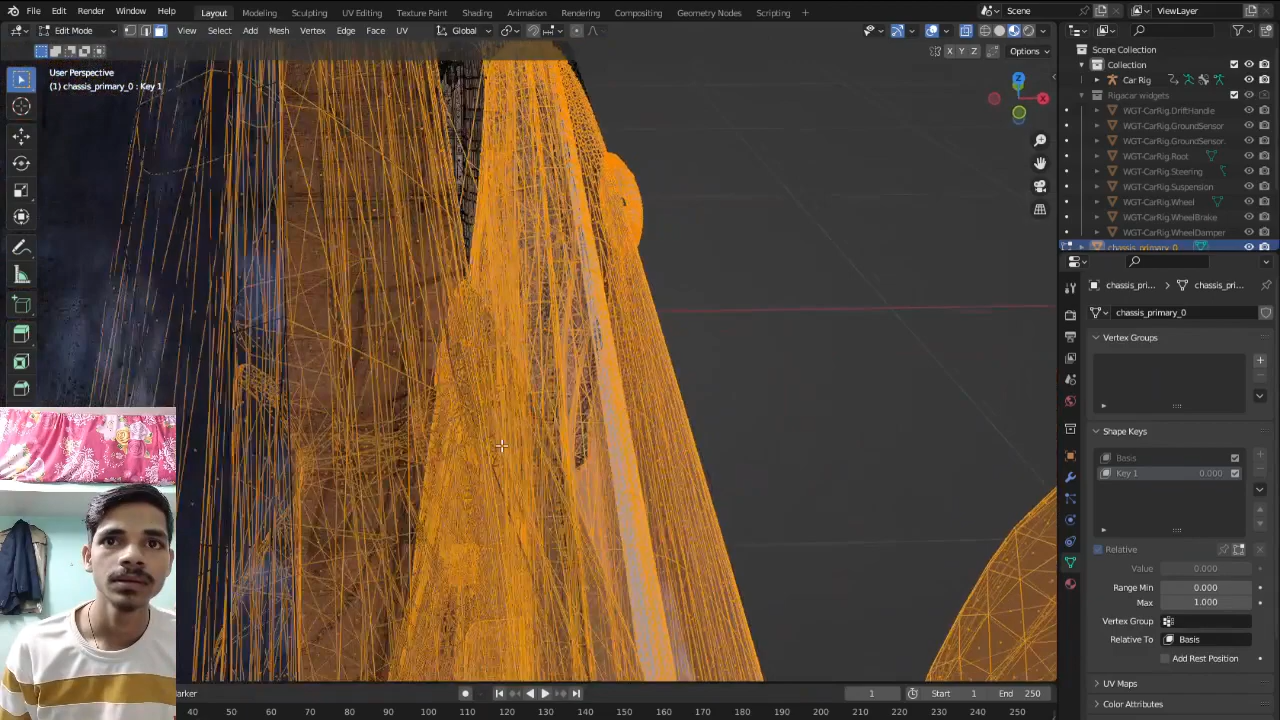 File Edit Render Window Help Layout Modeling Sculpting UV Editing Texture Paint Shading Animation Rendering Compositing Geometry Nodes Scripting + Scene ViewLayer
Edit Mode View Select Add Mesh Vertex Edge Face UV Global
X Y Z Options
User Perspective
(1) chassis_primary_0 : Key 1
Z
X
Scene Collection
Collection
Car Rig
Rigacar widgets
WGT-CarRig.DriftHandle
WGT-CarRig.GroundSensor
WGT-CarRig.GroundSensor.
WGT-CarRig.Root
WGT-CarRig.Steering
WGT-CarRig.Suspension
WGT-CarRig.Wheel
WGT-CarRig.WheelBrake
WGT-CarRig.WheelDamper
chassis_primary_0
chassis_pri... chassis_pri...
chassis_primary_0
Vertex Groups
Shape Keys
Basis
Key 1 0.000
Relative
Value 0.000
Range Min 0.000
Max 1.000
Vertex Group
Relative To Basis
Add Rest Position
UV Maps
Color Attributes
arker 1 Start 1 End 250
40 50 60 70 80 90 100 110 120 130 140 150 160 170 180 190 200 210 220 230 240 250